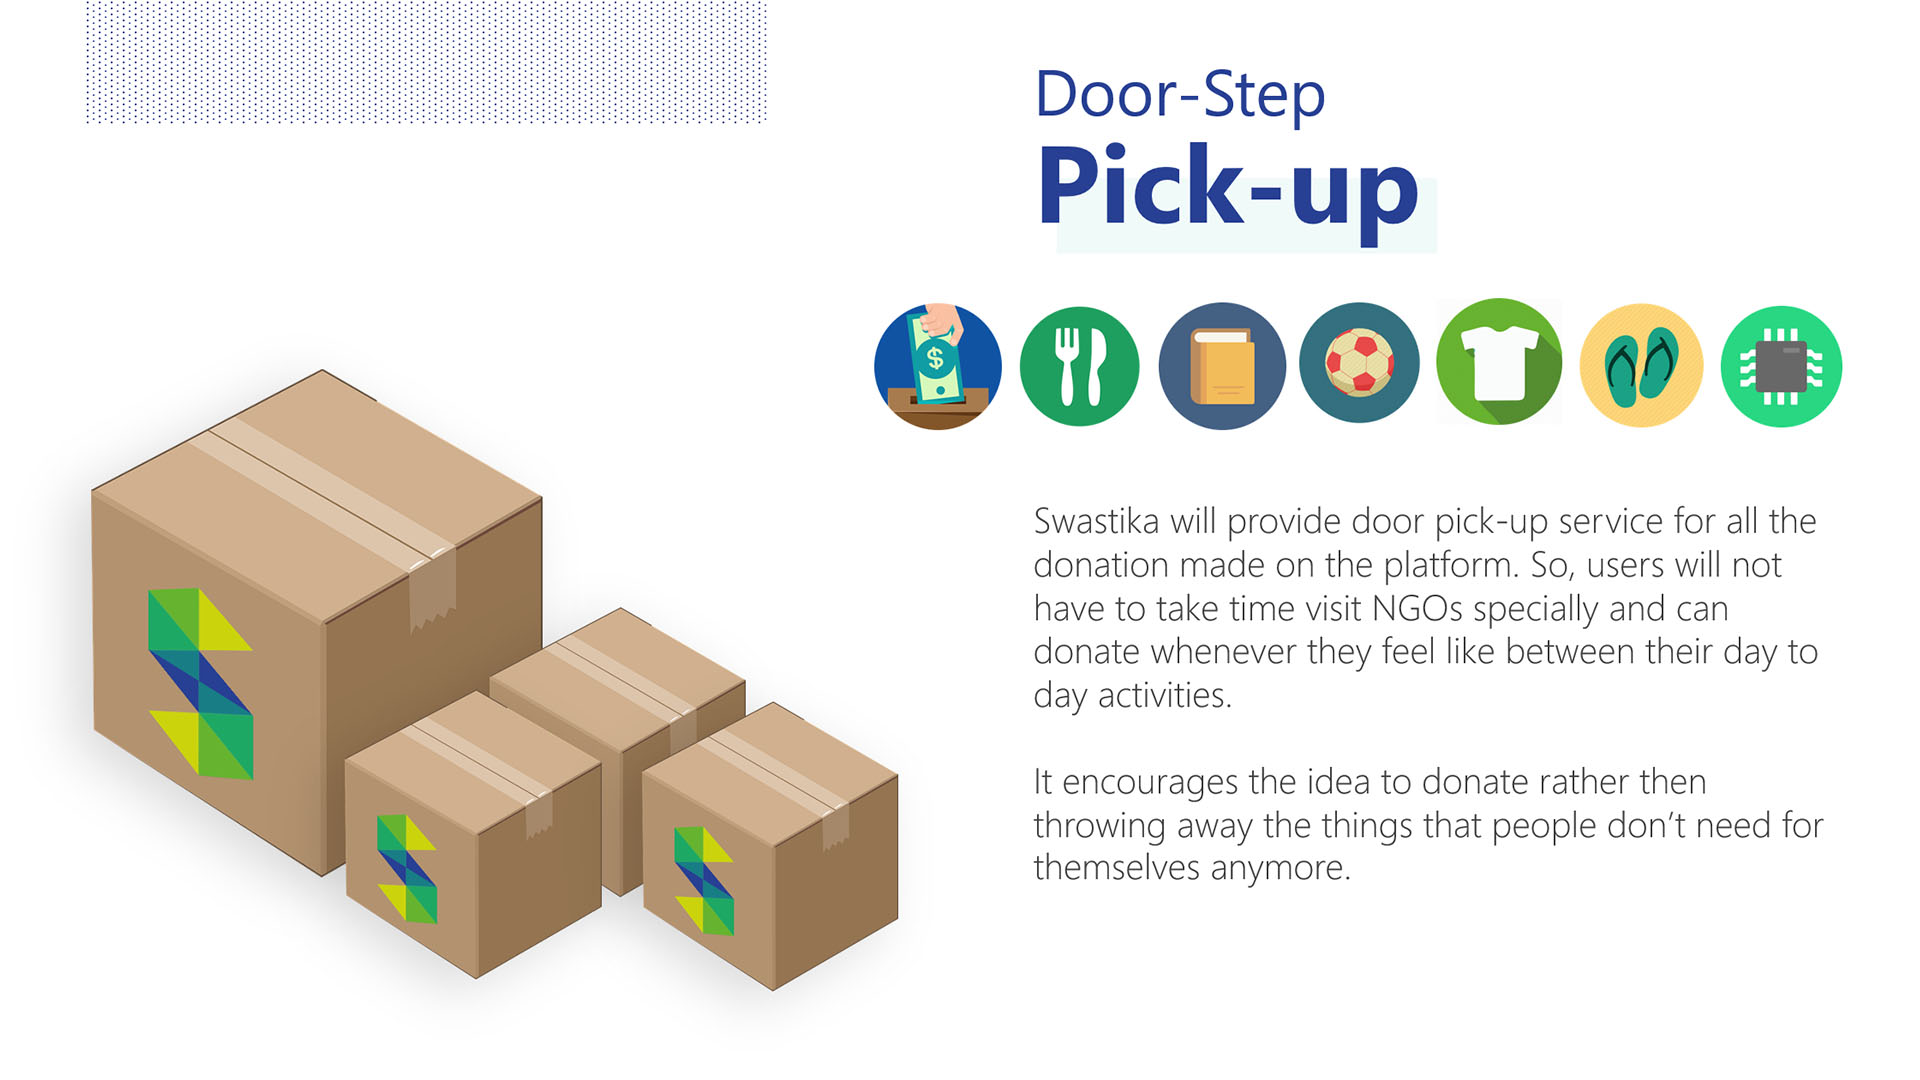 Door-Step
Pick-up
$
Swastika will provide door pick-up service for all the
donation made on the platform. So, users will not
have to take time visit NGOs specially and can
donate whenever they feel like between their day to
day activities.
It encourages the idea to donate rather then
throwing away the things that people don’t need for
themselves anymore.